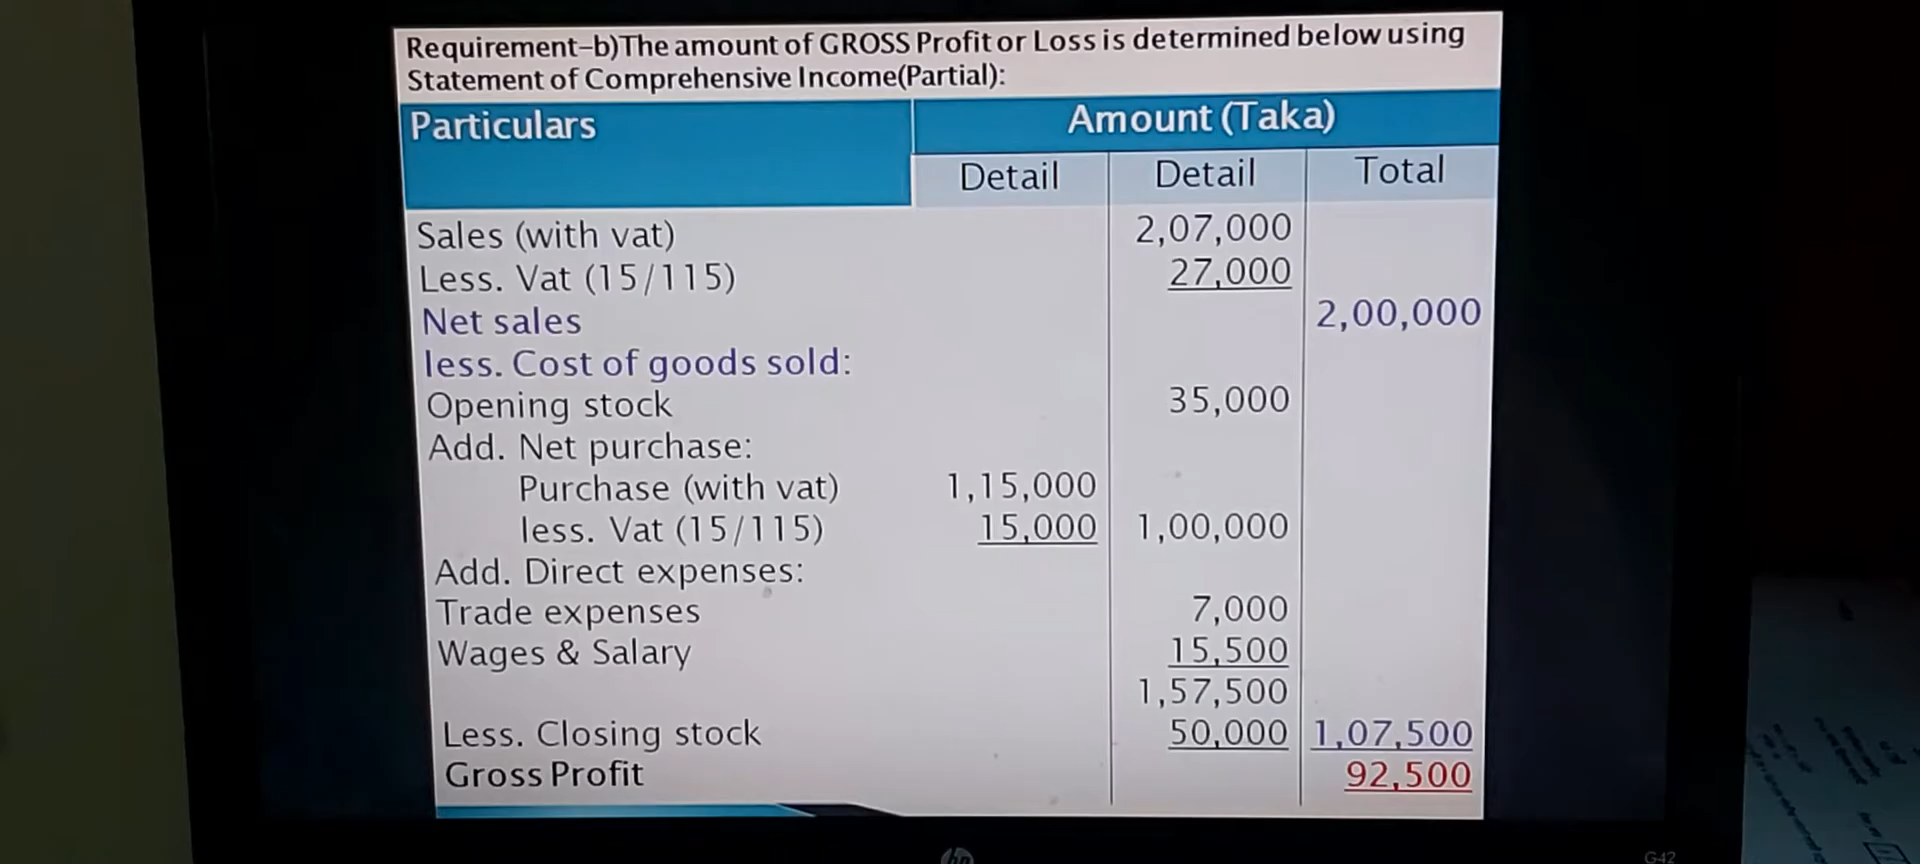 Requirement-b)The amount of GROSS Profit or Loss is determined below using
Statement of Comprehensive Income(Partial):
Particulars Amount (Taka)
Detail Detail Total
Sales (with vat) 2,07,000
Less. Vat (15/115) 27,000
Net sales 2,00,000
less. Cost of goods sold:
Opening stock 35,000
Add. Net purchase:
Purchase (with vat) 1,15,000
less. Vat (15/115) 15,000 1,00,000
Add. Direct expenses:
Trade expenses 7,000
Wages & Salary 15,500
1,57,500
Less. Closing stock 50,000 1,07,500
Gross Profit 92,500
hp
G42